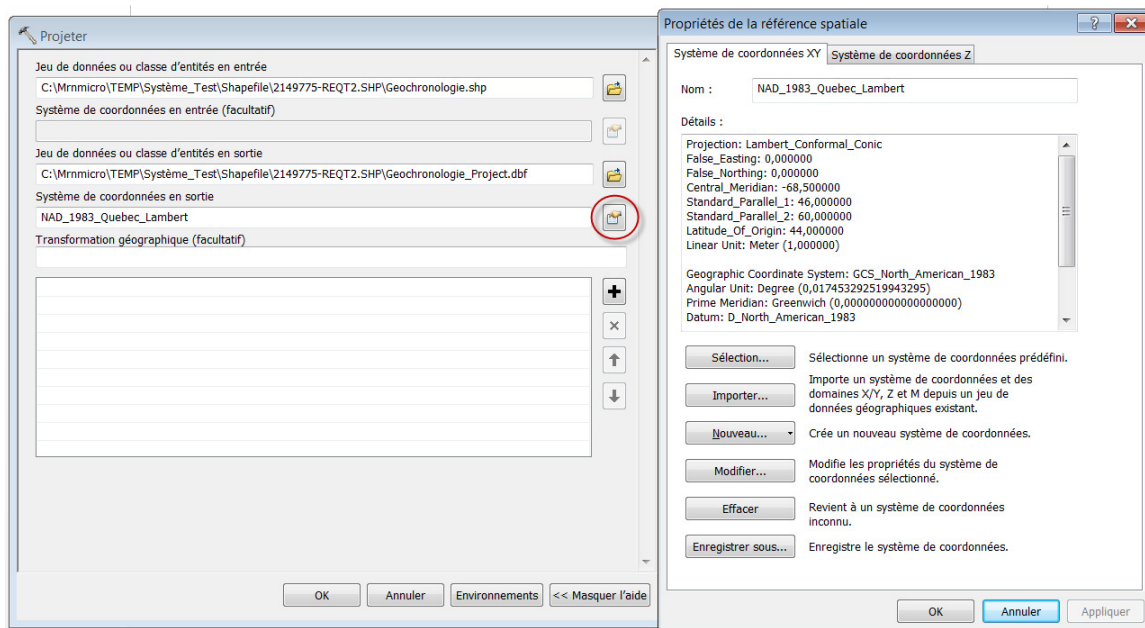 Projeter
Jeu de données ou classe d'entités en entrée
C:\Mrnmicro\TEMP\Système_Test\Shapefile\2149775-REQT2.SHP\Geochronologie.shp
Système de coordonnées en entrée (facultatif)
Jeu de données ou classe d'entités en sortie
C:\Mrnmicro\TEMP\Système_Test\Shapefile\2149775-REQT2.SHP\Geochronologie_Project.dbf
Système de coordonnées en sortie
NAD_1983_Quebec_Lambert
Transformation géographique (facultatif)
OK
Annuler
Environnements
<< Masquer l'aide
Propriétés de la référence spatiale
Système de coordonnées XY
Système de coordonnées Z
Nom :
NAD_1983_Quebec_Lambert
Détails :
Projection: Lambert_Conformal_Conic
False_Easting: 0,000000
False_Northing: 0,000000
Central_Meridian: -68,500000
Standard_Parallel_1: 46,000000
Standard_Parallel_2: 60,000000
Latitude_Of_Origin: 44,000000
Linear Unit: Meter (1,000000)
Geographic Coordinate System: GCS_North_American_1983
Angular Unit: Degree (0,017453292519943295)
Prime Meridian: Greenwich (0,000000000000000000)
Datum: D_North_American_1983
Sélection...
Sélectionne un système de coordonnées prédéfini.
Importer...
Importe un système de coordonnées et des
domaines X/Y, Z et M depuis un jeu de
données géographiques existant.
Nouveau...
Crée un nouveau système de coordonnées.
Modifier...
Modifie les propriétés du système de
coordonnées sélectionné.
Effacer
Revient à un système de coordonnées
inconnu.
Enregistrer sous...
Enregistre le système de coordonnées.
OK
Annuler
Appliquer